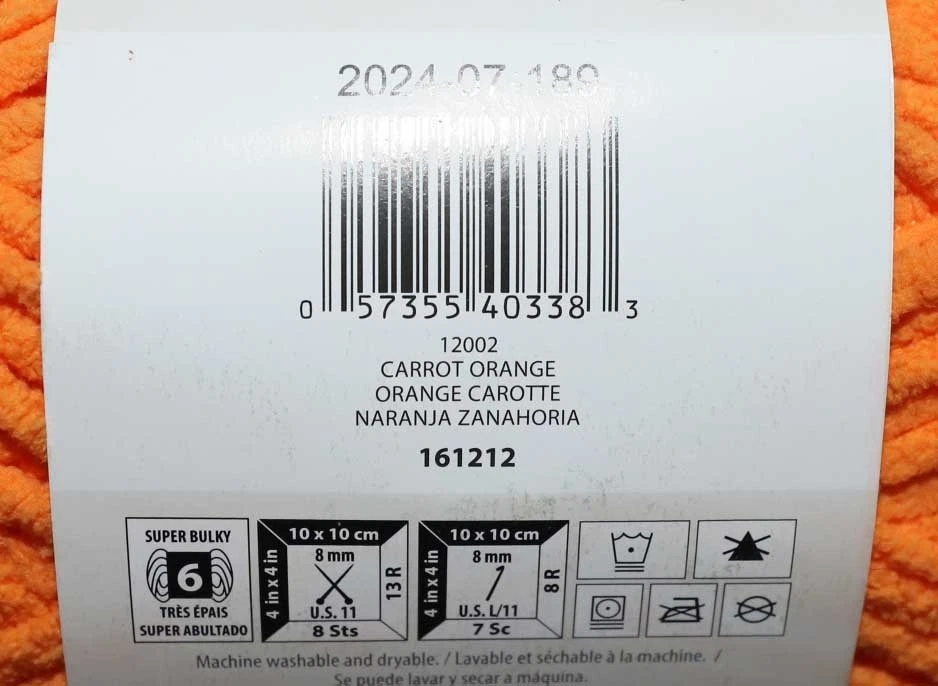 2024-07-189
0 57355 40338 3
12002
CARROT ORANGE
ORANGE CAROTTE
NARANJA ZANAHORIA
161212
SUPER BULKY
6
TRÈS ÉPAIS
SUPER ABULTADO
10 x 10 cm
4 in x 4 in
8 mm
13 R
U.S. 11
8 Sts
10 x 10 cm
4 in x 4 in
8 mm
8 R
U.S. L/11
7 Sc
Machine washable and dryable. / Lavable et séchable à la machine. /
Se puede lavar y secar a máquina.